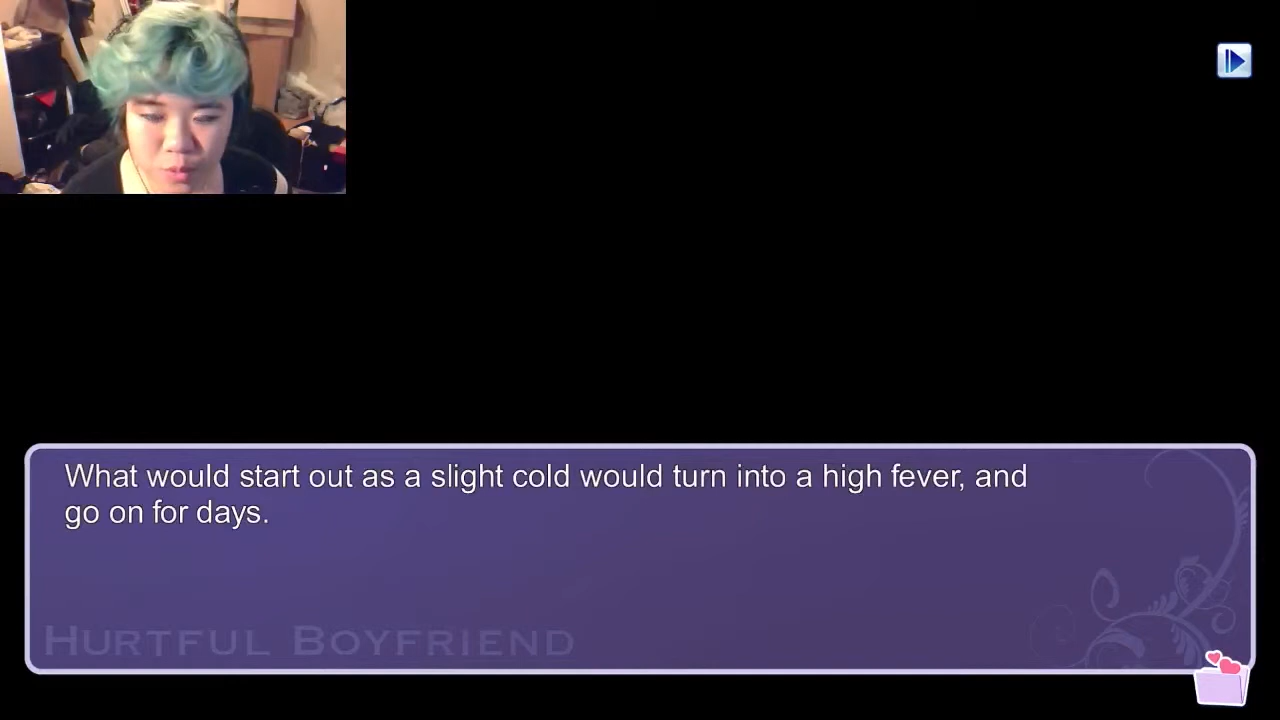 What would start out as a slight cold would turn into a high fever, and
go on for days.
HURTFUL BOYFRIEND